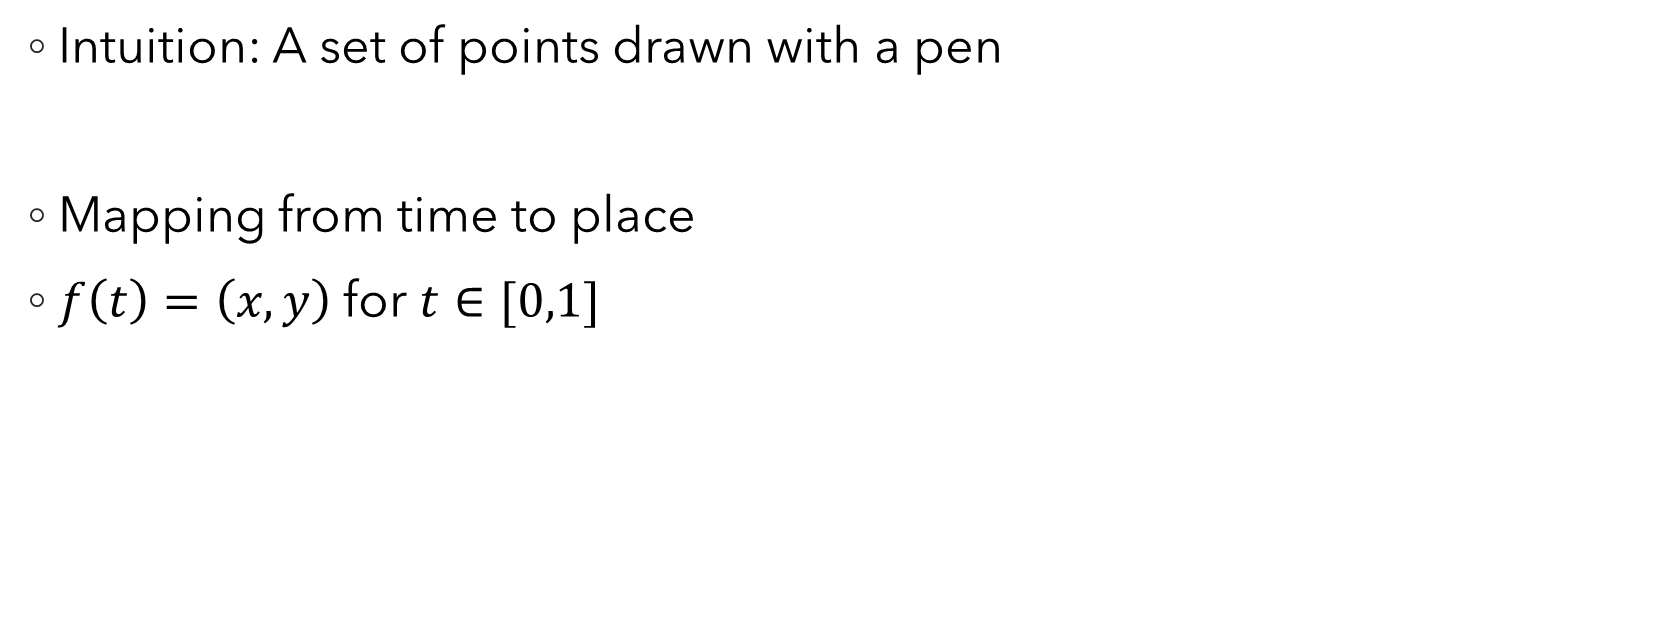 ◦ Intuition: A set of points drawn with a pen
◦ Mapping from time to place
◦ f(t) = (x, y) for t ∈ [0,1]